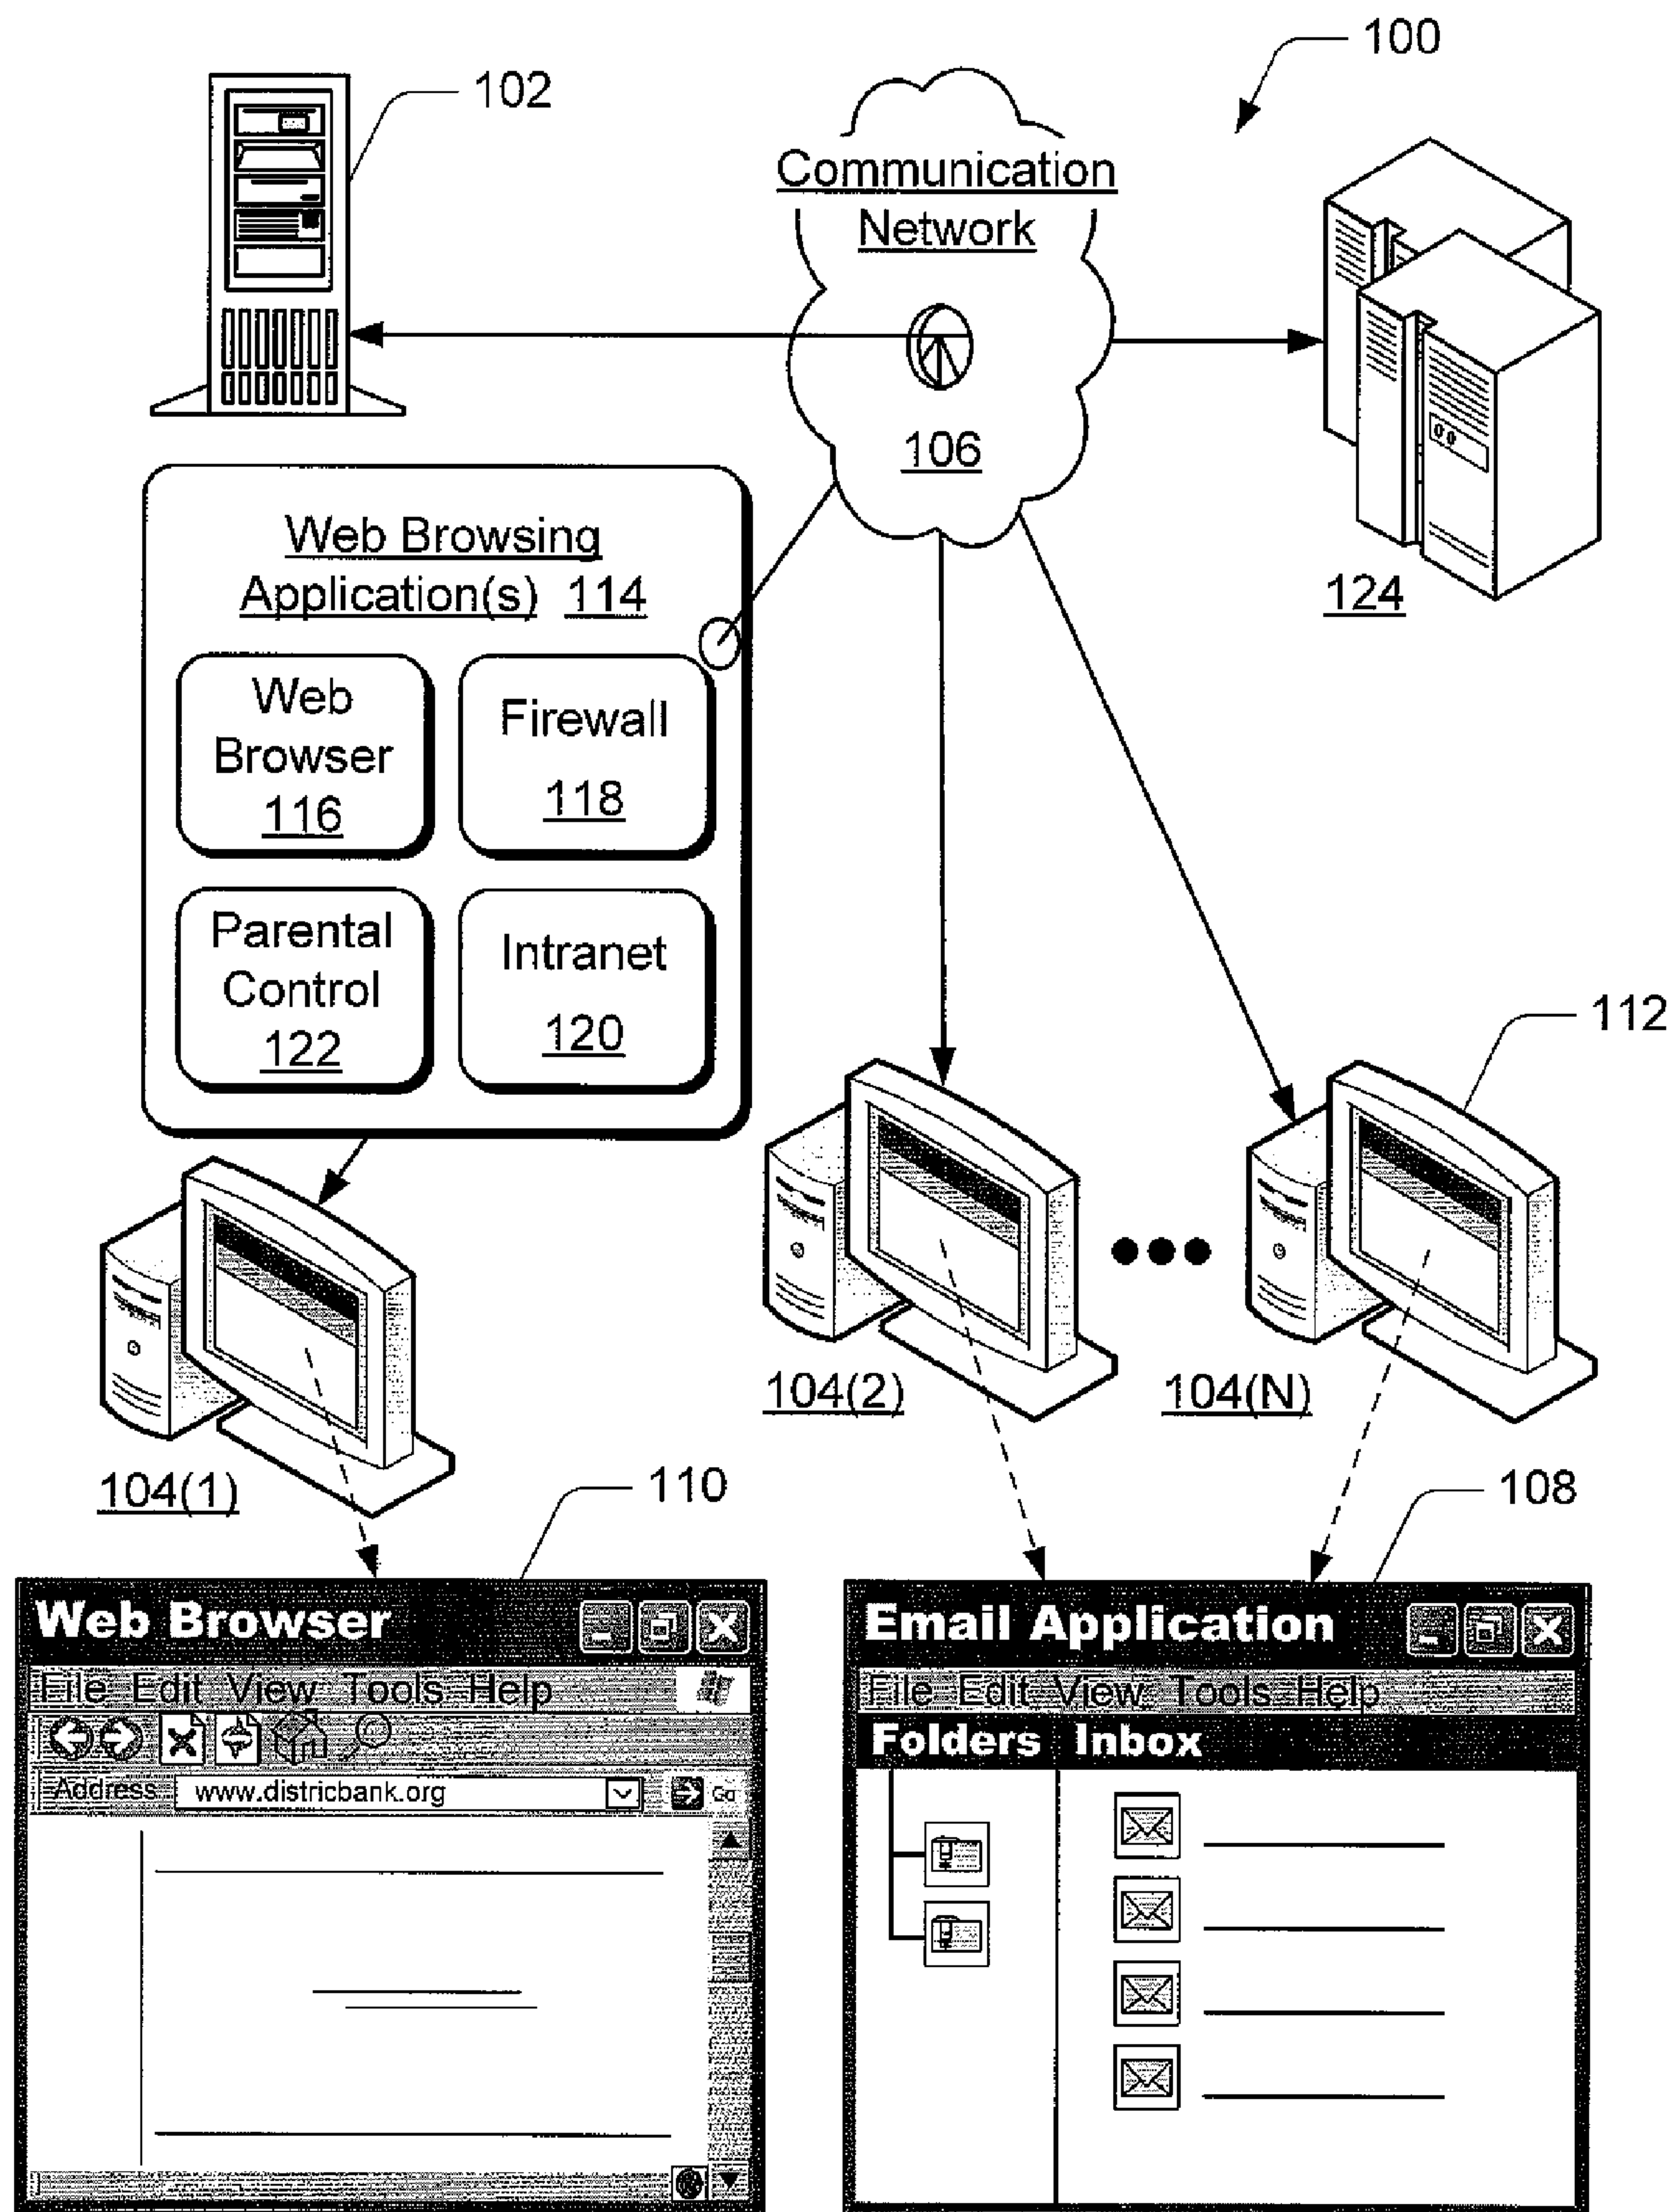 100
102
Communication
Network
106
124
Web Browsing
Application(s) 114
Web
Browser
116
Firewall
118
Parental
Control
122
Intranet
120
112
104(1)
104(2)
104(N)
110
108
Web Browser
File Edit View Tools Help
Address www.districbank.org Go
Email Application
File Edit View Tools Help
Folders Inbox